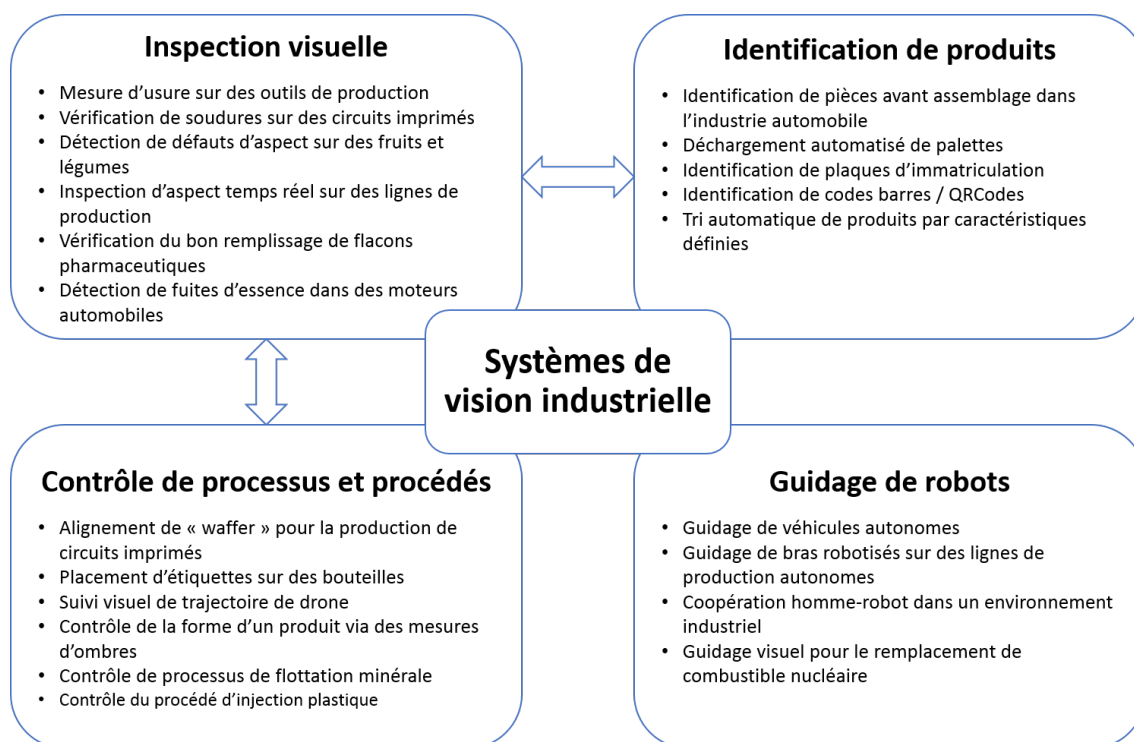 Inspection visuelle
• Mesure d’usure sur des outils de production
• Vérification de soudures sur des circuits imprimés
• Détection de défauts d’aspect sur des fruits et
légumes
• Inspection d’aspect temps réel sur des lignes de
production
• Vérification du bon remplissage de flacons
pharmaceutiques
• Détection de fuites d’essence dans des moteurs
automobiles
Identification de produits
• Identification de pièces avant assemblage dans
l’industrie automobile
• Déchargement automatisé de palettes
• Identification de plaques d’immatriculation
• Identification de codes barres / QRCodes
• Tri automatique de produits par caractéristiques
définies
Systèmes de
vision industrielle
Contrôle de processus et procédés
• Alignement de « waffer » pour la production de
circuits imprimés
• Placement d’étiquettes sur des bouteilles
• Suivi visuel de trajectoire de drone
• Contrôle de la forme d’un produit via des mesures
d’ombres
• Contrôle de processus de flottation minérale
• Contrôle du procédé d’injection plastique
Guidage de robots
• Guidage de véhicules autonomes
• Guidage de bras robotisés sur des lignes de
production autonomes
• Coopération homme-robot dans un environnement
industriel
• Guidage visuel pour le remplacement de
combustible nucléaire